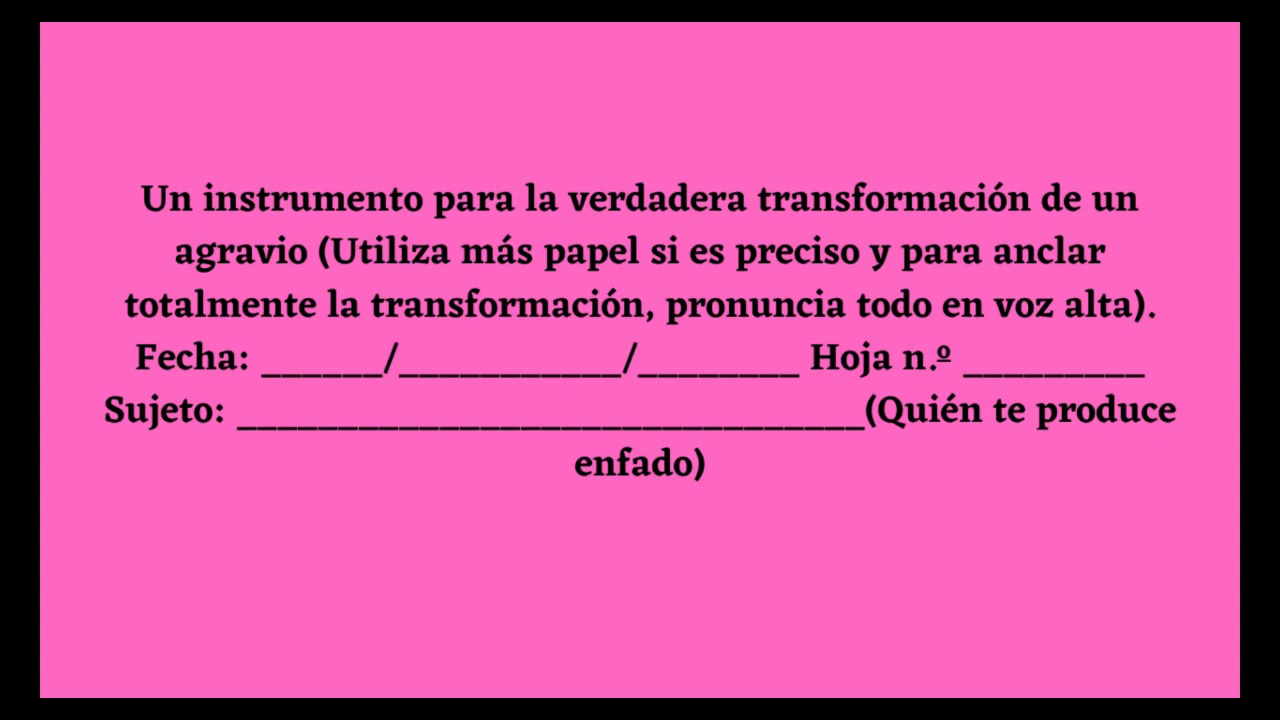 Un instrumento para la verdadera transformación de un
agravio (Utiliza más papel si es preciso y para anclar
totalmente la transformación, pronuncia todo en voz alta).
Fecha: ______/___________/________ Hoja n.º _________
Sujeto: _______________________________(Quién te produce
enfado)